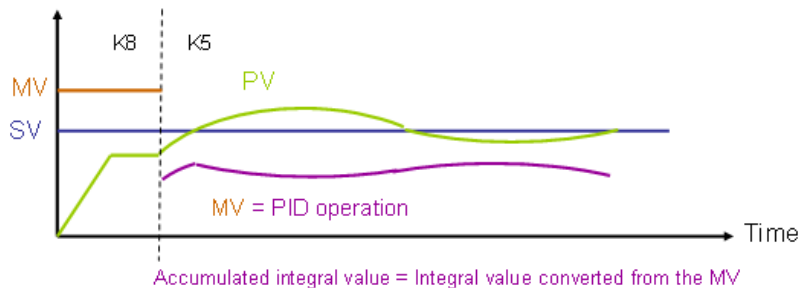 K8 K5
PV
MV
SV
MV = PID operation
Time
Accumulated integral value = Integral value converted from the MV